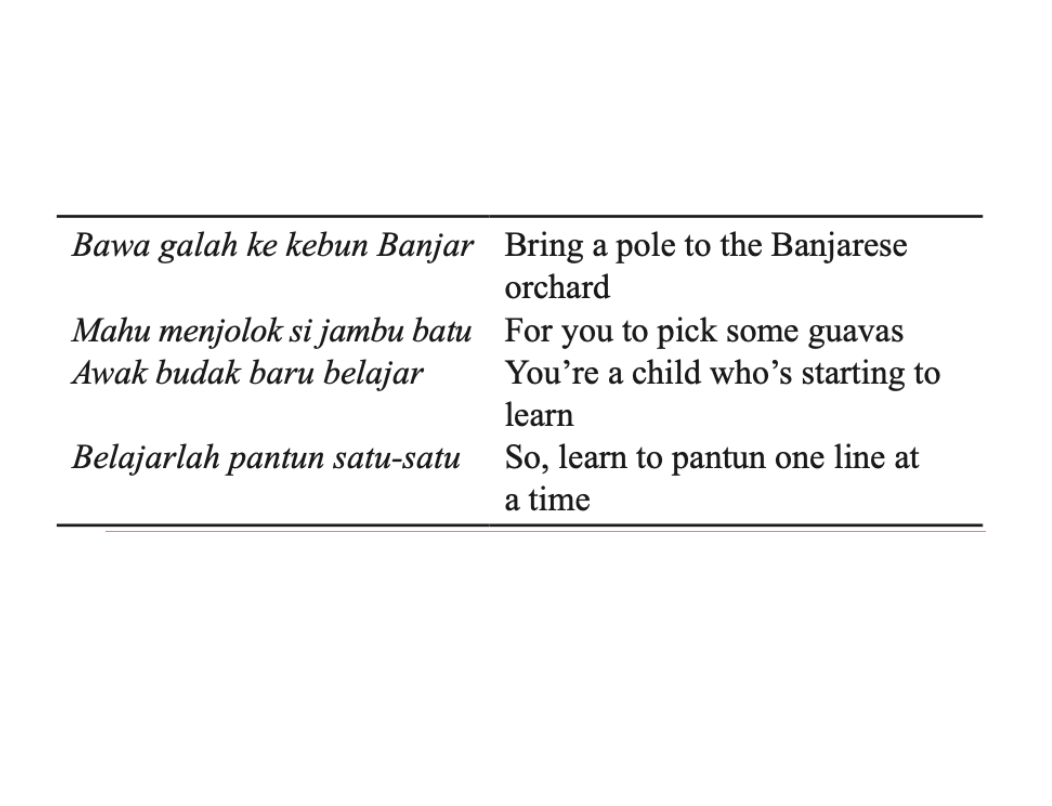 Bawa galah ke kebun Banjar
Bring a pole to the Banjarese
orchard
Mahu menjolok si jambu batu
For you to pick some guavas
Awak budak baru belajar
You’re a child who’s starting to
learn
Belajarlah pantun satu-satu
So, learn to pantun one line at
a time